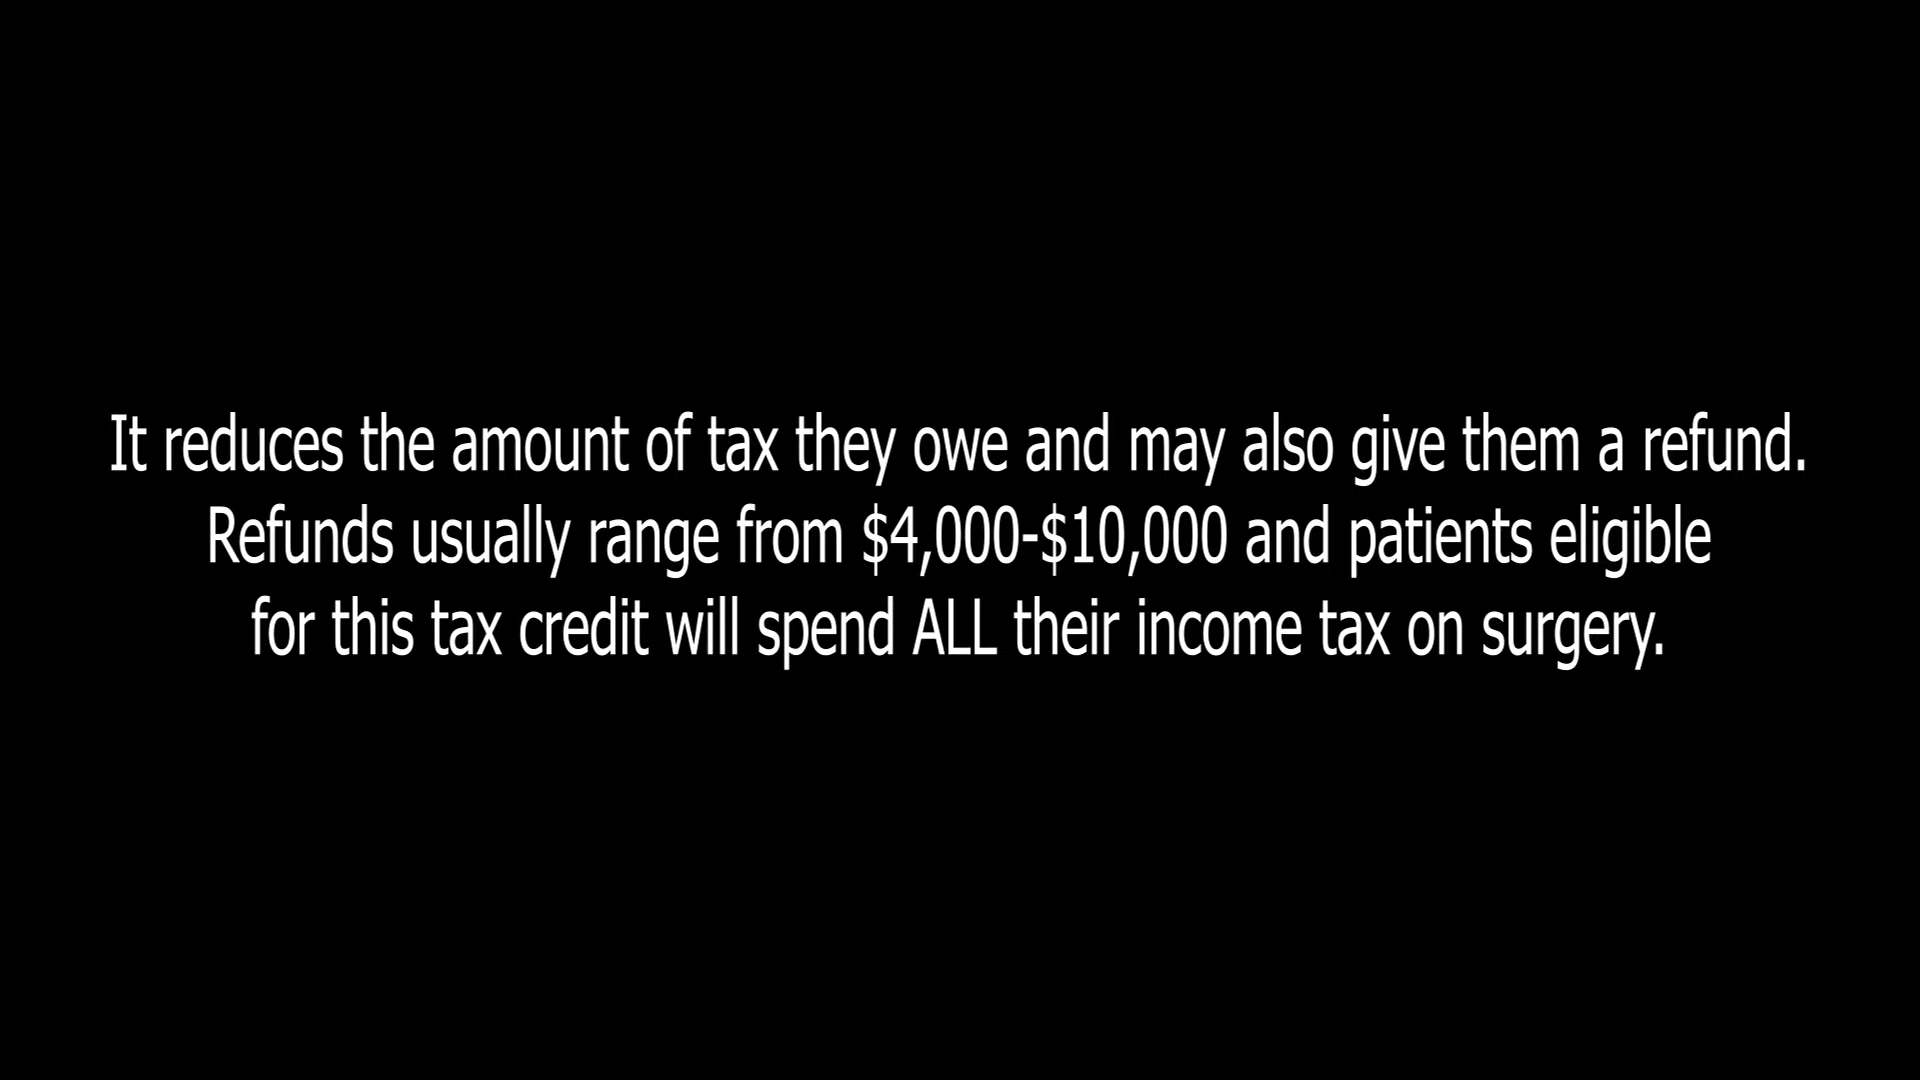 It reduces the amount of tax they owe and may also give them a refund.
Refunds usually range from $4,000-$10,000 and patients eligible
for this tax credit will spend ALL their income tax on surgery.